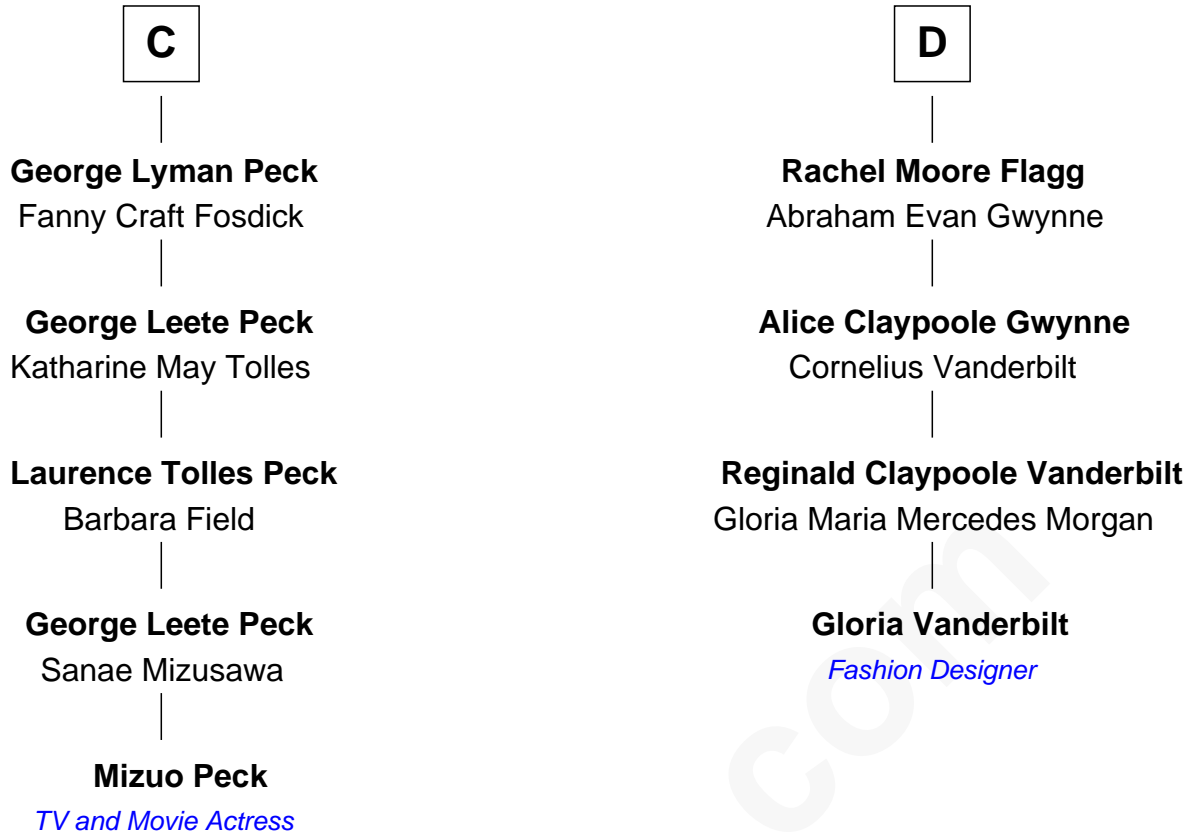 C
George Lyman Peck
Fanny Craft Fosdick
George Leete Peck
Katharine May Tolles
Laurence Tolles Peck
Barbara Field
George Leete Peck
Sanae Mizusawa
Mizuo Peck
TV and Movie Actress
D
Rachel Moore Flagg
Abraham Evan Gwynne
Alice Claypoole Gwynne
Cornelius Vanderbilt
Reginald Claypoole Vanderbilt
Gloria Maria Mercedes Morgan
Gloria Vanderbilt
Fashion Designer
com